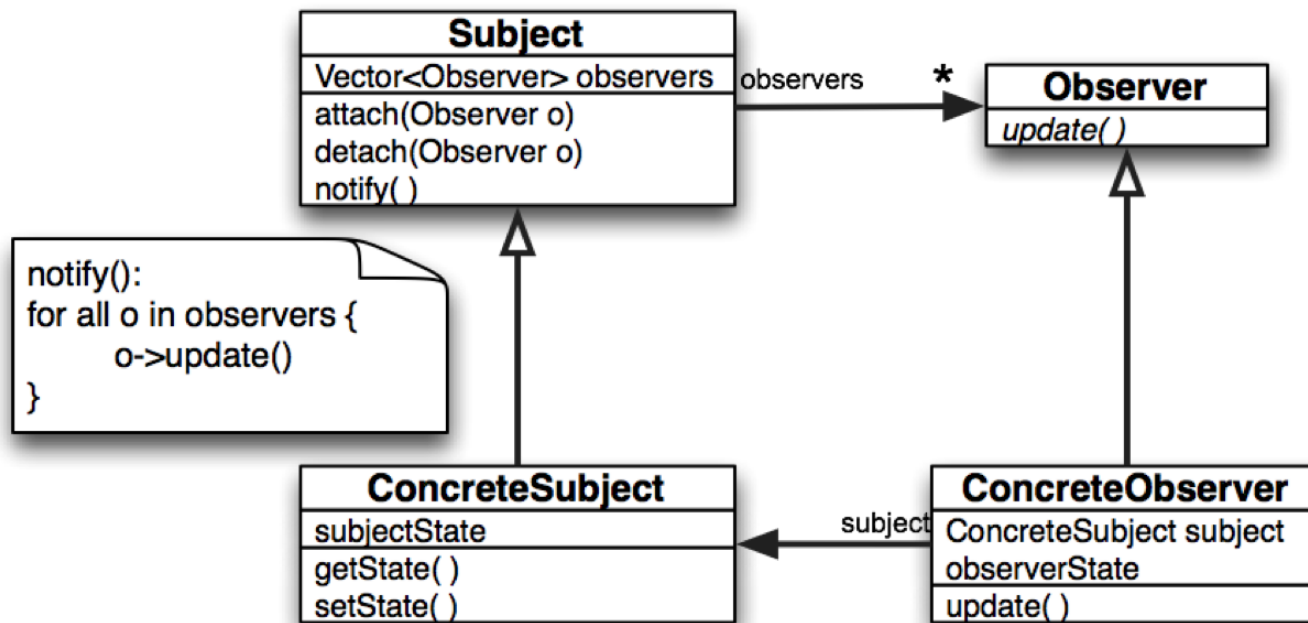 Subject
Vector<Observer> observers
attach(Observer o)
detach(Observer o)
notify( )
observers
*
Observer
update( )
notify():
for all o in observers {
o->update()
}
ConcreteSubject
subjectState
getState( )
setState( )
subject
ConcreteObserver
ConcreteSubject subject
observerState
update( )